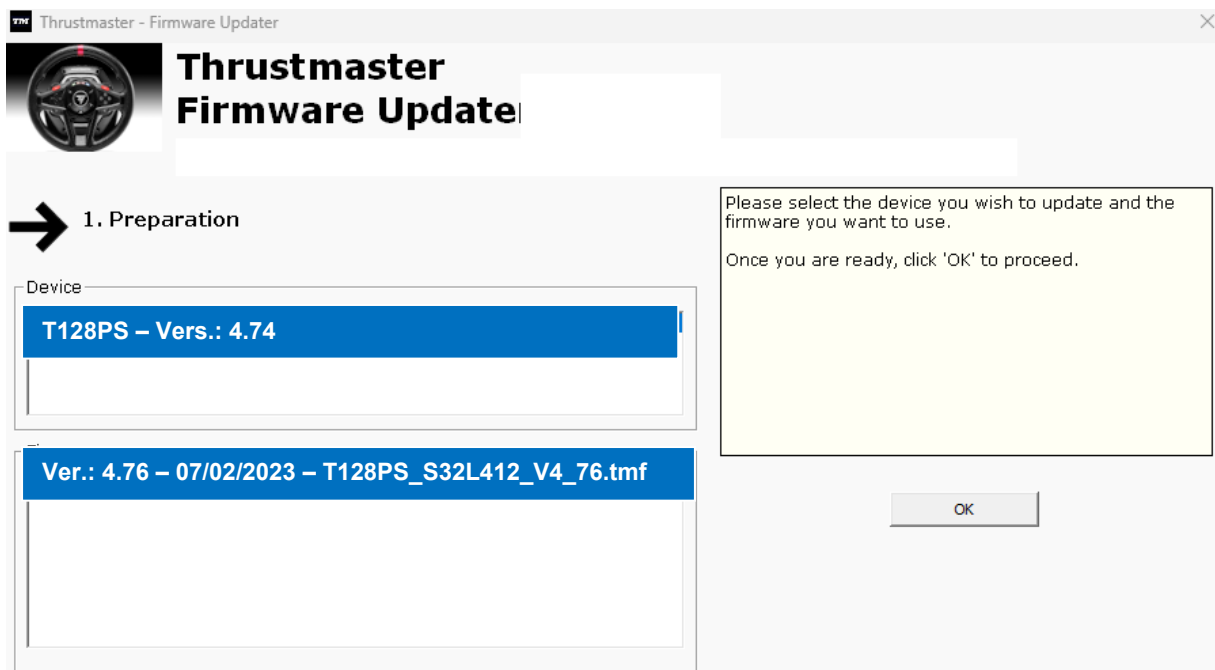 Thrustmaster - Firmware Updater
Thrustmaster
Firmware Updater
1. Preparation
Please select the device you wish to update and the
firmware you want to use.
Once you are ready, click 'OK' to proceed.
Device
T128PS – Vers.: 4.74
Ver.: 4.76 – 07/02/2023 – T128PS_S32L412_V4_76.tmf
OK